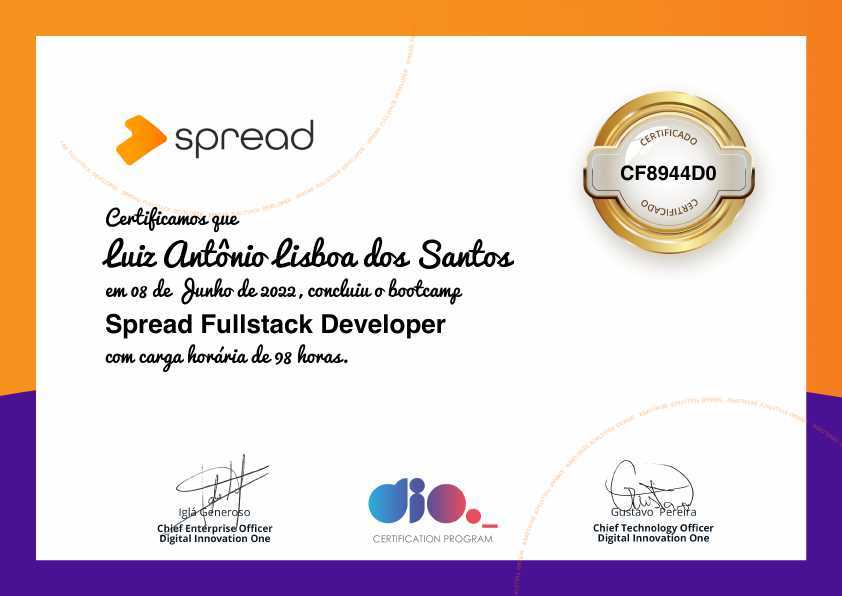 spread
CERTIFICADO
CF8944D0
CERTIFICADO
Certificamos que
Luiz Antônio Lisboa dos Santos
em 08 de Junho de 2022, concluiu o bootcamp
Spread Fullstack Developer
com carga horária de 98 horas.
Iglá Generoso
Chief Enterprise Officer
Digital Innovation One
dio._
CERTIFICATION PROGRAM
Gustavo Pereira
Chief Technology Officer
Digital Innovation One